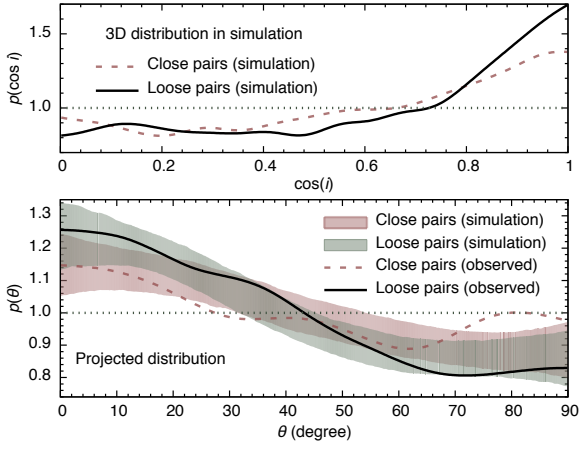 1.5
1.0
p(cos i)
3D distribution in simulation
Close pairs (simulation)
Loose pairs (simulation)
0 0.2 0.4 0.6 0.8 1
cos(i)
1.3
1.2
1.1
1.0
0.9
0.8
p(θ)
Close pairs (simulation)
Loose pairs (simulation)
Close pairs (observed)
Loose pairs (observed)
Projected distribution
0 10 20 30 40 50 60 70 80 90
θ (degree)